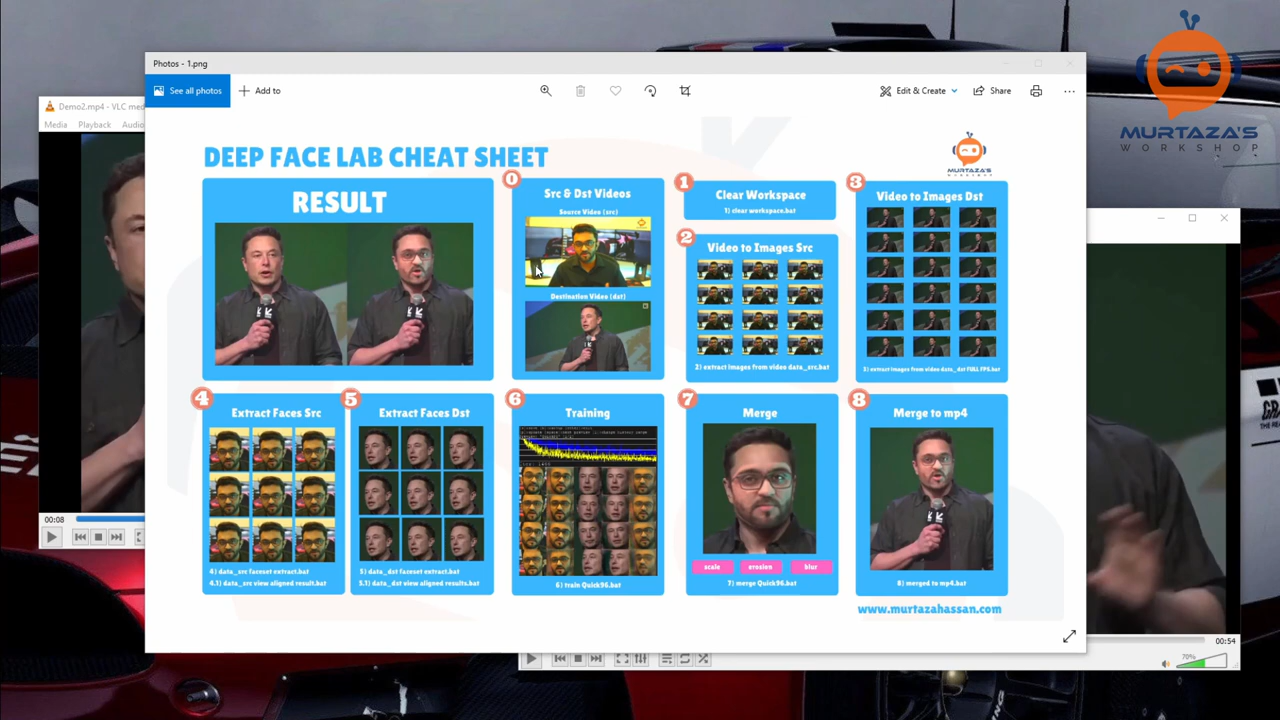 MURTAZA'S
WORKSHOP
Photos - 1.png
See all photos
Add to
Edit & Create
Share
Demo2.mp4 - VLC med
Media Playback Audio
DEEP FACE LAB CHEAT SHEET
MURTAZA'S
WORKSHOP
RESULT
0
Src & Dst Videos
Source Video (src)
Destination Video (dst)
1
Clear Workspace
1) clear workspace.bat
2
Video to Images Src
2) extract images from video data_src.bat
3
Video to Images Dst
3) extract images from video data_dst FULL FPS.bat
4
Extract Faces Src
4) data_src faceset extract.bat
4.1) data_src view aligned result.bat
5
Extract Faces Dst
5) data_dst faceset extract.bat
5.1) data_dst view aligned results.bat
6
Training
6) train Quick96.bat
7
Merge
scale
erosion
blur
7) merge Quick96.bat
8
Merge to mp4
8) merged to mp4.bat
www.murtazahassan.com
00:08
00:54
70%